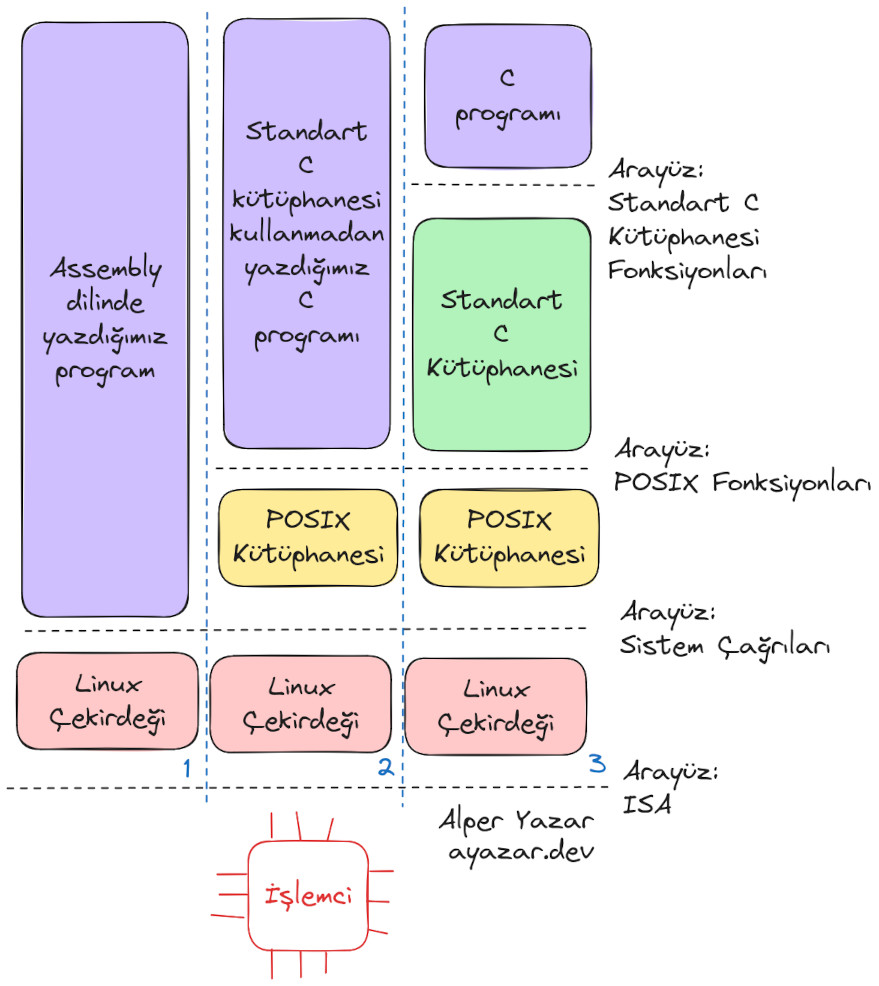 Assembly
dilinde
yazdığımız
program
Standart
C
kütüphanesi
kullanmadan
yazdığımız
C
programı
C
programı
Arayüz:
Standart C
Kütüphanesi
Fonksiyonları
Standart
C
Kütüphanesi
Arayüz:
POSIX Fonksiyonları
POSIX
Kütüphanesi
POSIX
Kütüphanesi
Arayüz:
Sistem Çağrıları
Linux
Çekirdeği
1
Linux
Çekirdeği
2
Linux
Çekirdeği
3
Arayüz:
ISA
Alper Yazar
ayazar.dev
İşlemci